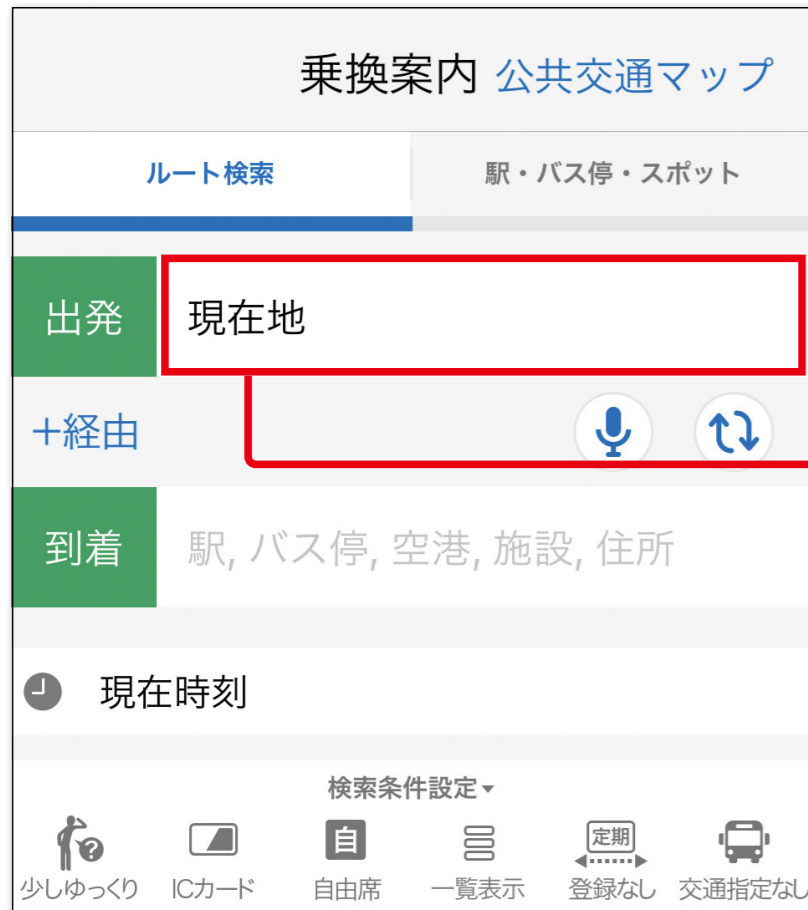 乗換案内 公共交通マップ
ルート検索 駅・バス停・スポット
出発 現在地
＋経由
到着 駅, バス停, 空港, 施設, 住所
現在時刻
検索条件設定▾
自 定期
少しゆっくり ICカード 自由席 一覧表示 登録なし 交通指定なし